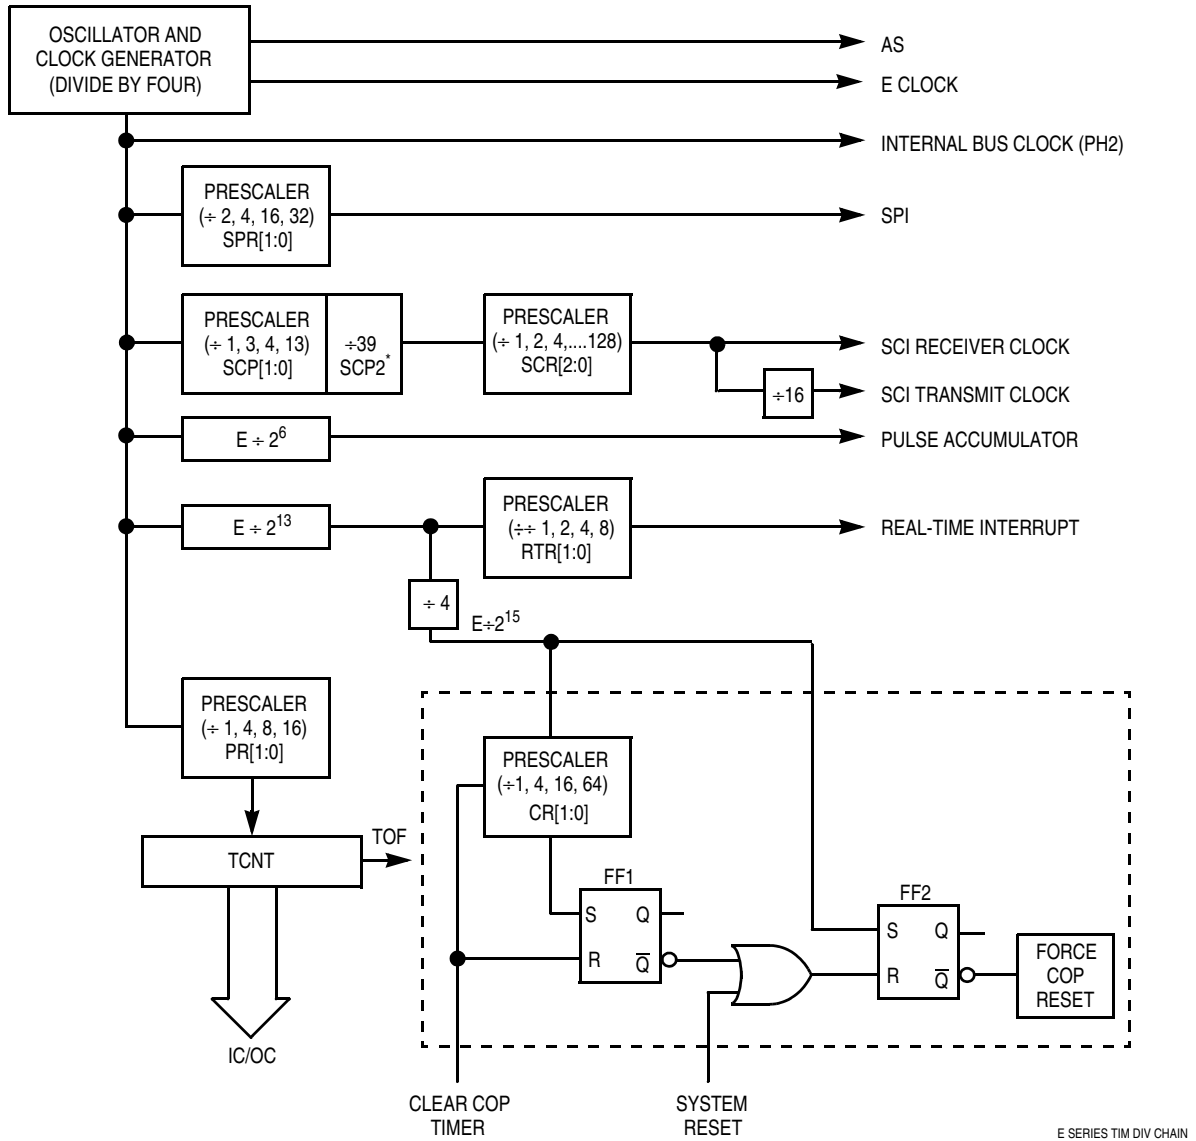 OSCILLATOR AND
CLOCK GENERATOR
(DIVIDE BY FOUR)
AS
E CLOCK
INTERNAL BUS CLOCK (PH2)
PRESCALER
(÷ 2, 4, 16, 32)
SPR[1:0]
SPI
PRESCALER
(÷ 1, 3, 4, 13)
SCP[1:0]
÷39
SCP2*
PRESCALER
(÷ 1, 2, 4,....128)
SCR[2:0]
SCI RECEIVER CLOCK
÷16
SCI TRANSMIT CLOCK
E ÷ 2⁶
PULSE ACCUMULATOR
E ÷ 2¹³
PRESCALER
(÷÷ 1, 2, 4, 8)
RTR[1:0]
REAL-TIME INTERRUPT
÷ 4
E÷2¹⁵
PRESCALER
(÷ 1, 4, 8, 16)
PR[1:0]
PRESCALER
(÷1, 4, 16, 64)
CR[1:0]
TCNT
TOF
FF1
S Q
R Q̅
FF2
S Q
R Q̅
FORCE
COP
RESET
IC/OC
CLEAR COP
TIMER
SYSTEM
RESET
E SERIES TIM DIV CHAIN